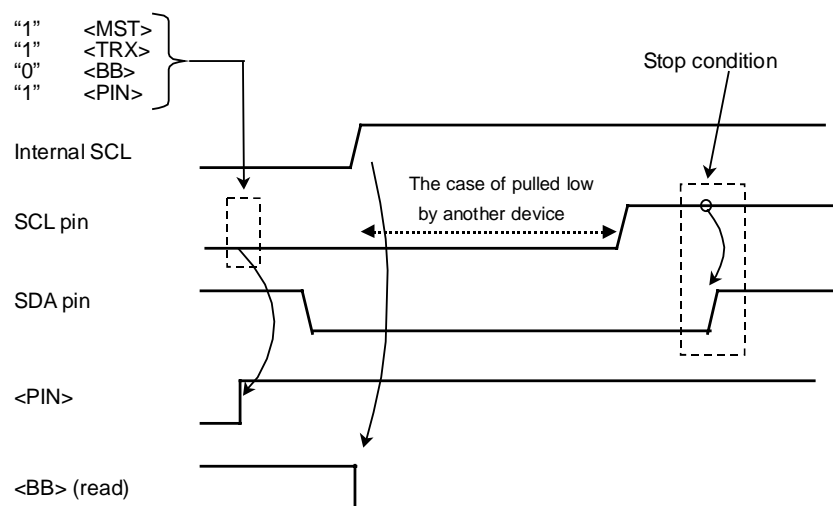 “1” <MST>
“1” <TRX>
“0” <BB>
“1” <PIN>
Stop condition
Internal SCL
The case of pulled low
by another device
SCL pin
SDA pin
<PIN>
<BB> (read)